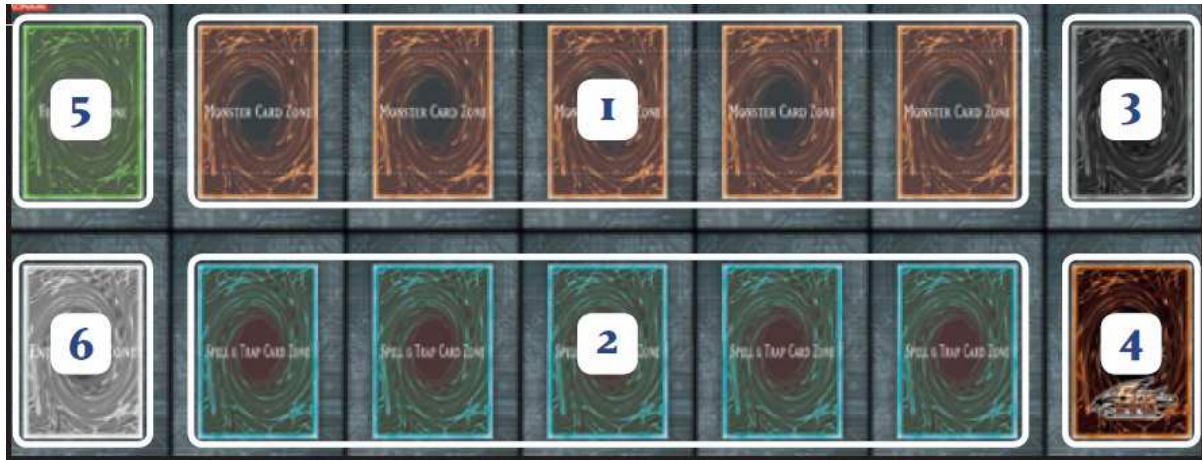 5
MONSTER CARD ZONE
MONSTER CARD ZONE
1
MONSTER CARD ZONE
MONSTER CARD ZONE
3
6
SPELL & TRAP CARD ZONE
SPELL & TRAP CARD ZONE
2
SPELL & TRAP CARD ZONE
SPELL & TRAP CARD ZONE
4
5D's